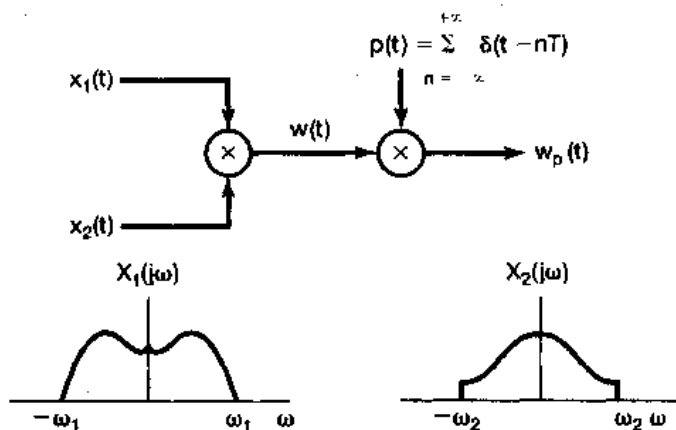 p(t) = Σ δ(t − nT)
+∞
n = − ∞
x₁(t)
w(t)
wₚ(t)
x₂(t)
X₁(jω)
X₂(jω)
−ω₁
ω₁
ω
−ω₂
ω₂
ω